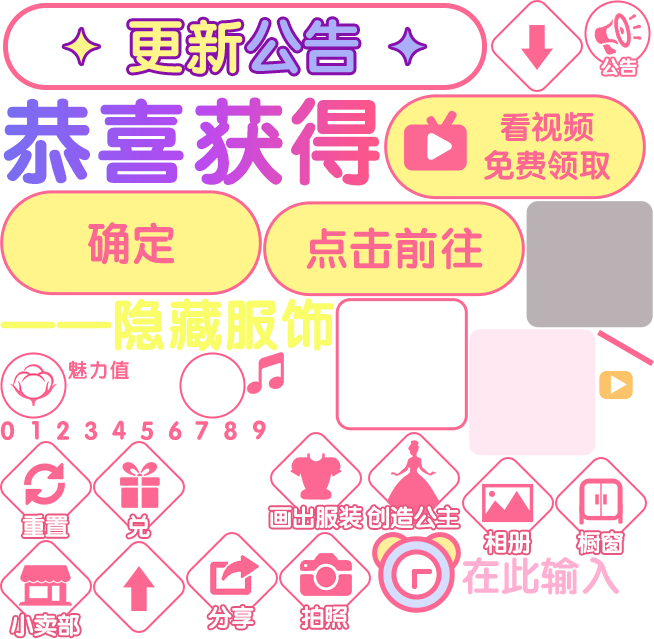 更新公告
公告
恭喜获得
看视频
免费领取
确定
点击前往
——隐藏服饰
魅力值
0 1 2 3 4 5 6 7 8 9
重置
兑
画出服装
创造公主
相册
橱窗
小卖部
分享
拍照
在此输入